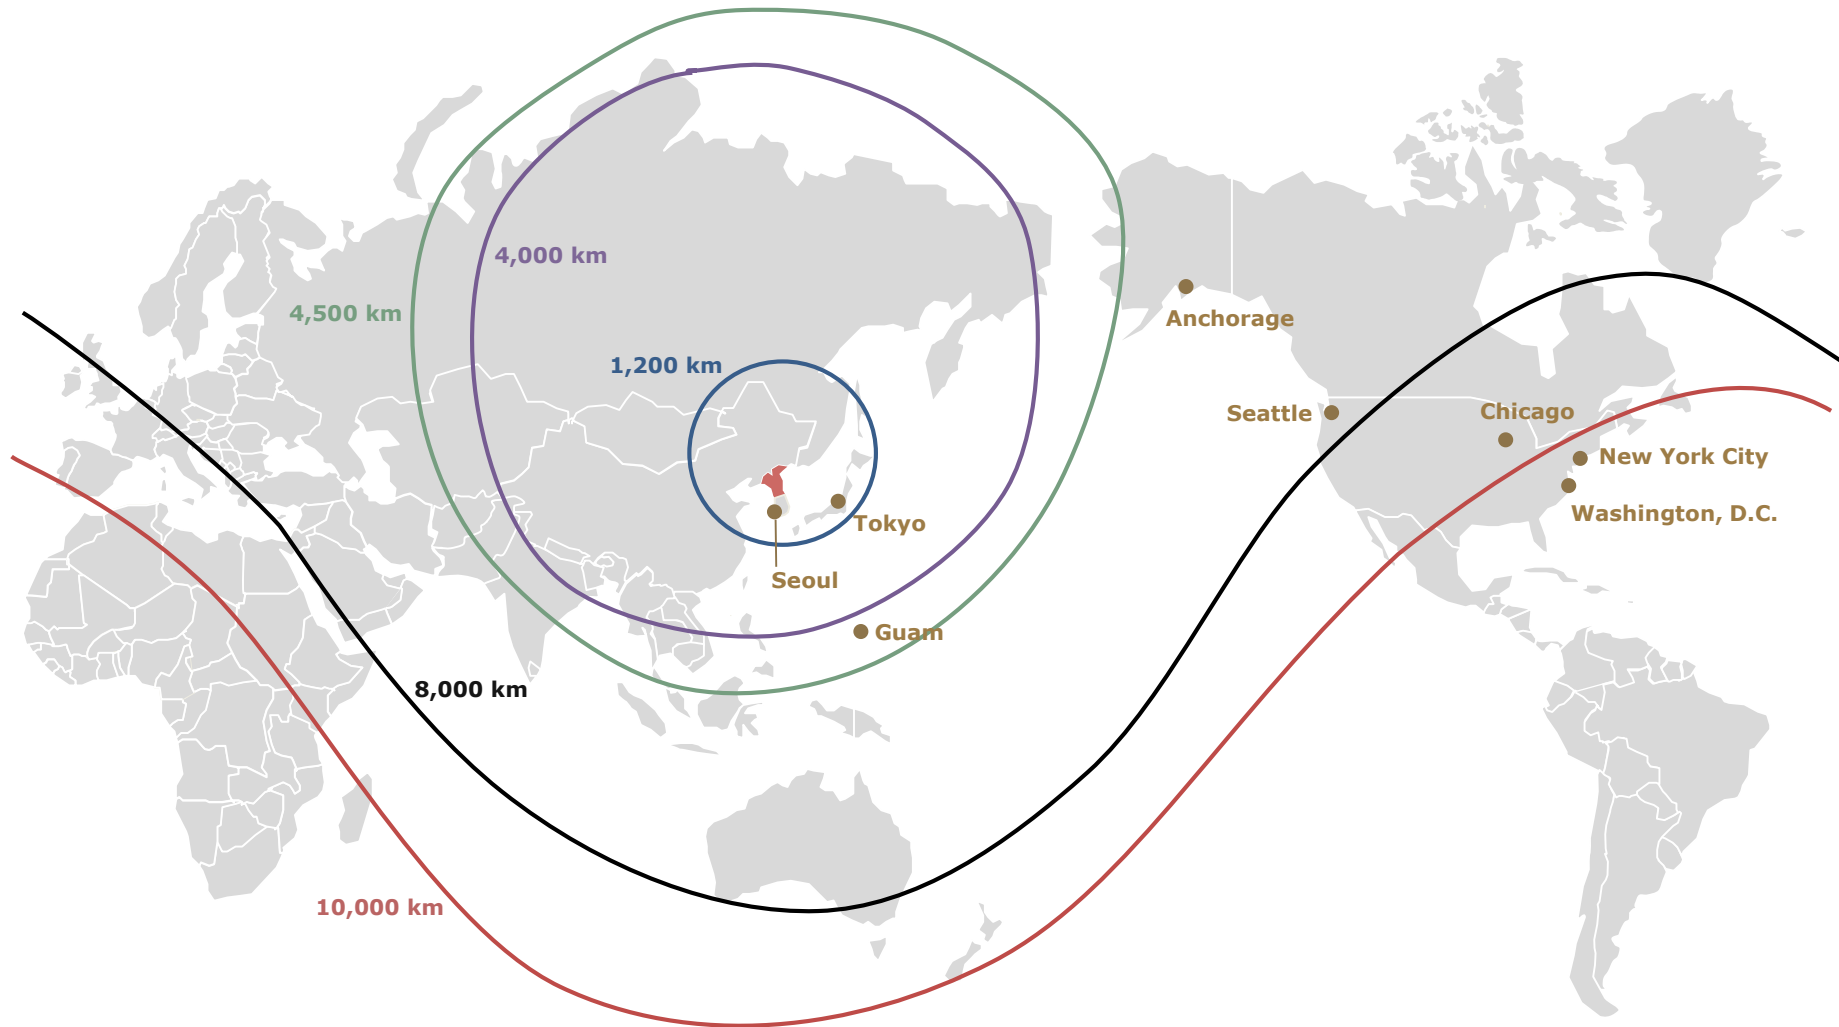 4,000 km
4,500 km
Anchorage
1,200 km
Seattle
Chicago
New York City
Washington, D.C.
Tokyo
Seoul
Guam
8,000 km
10,000 km